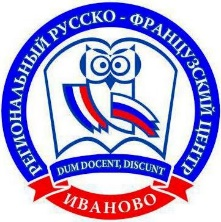 РЕГИОНАЛЬНЫЙ РУССКО - ФРАНЦУЗСКИЙ ЦЕНТР
DUM DOCENT, DISCUNT
ИВАНОВО